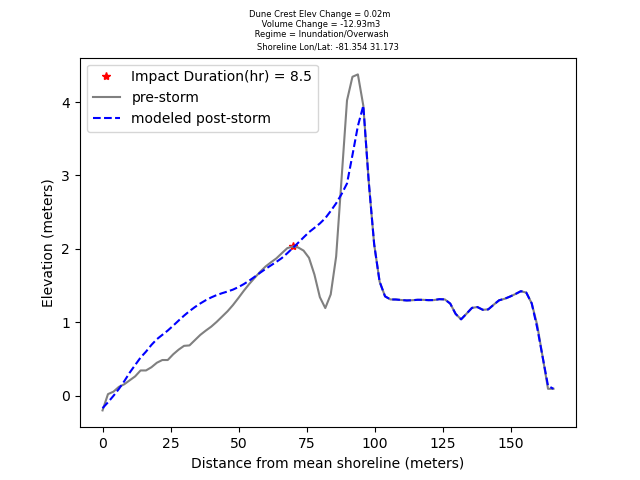 Dune Crest Elev Change = 0.02m
Volume Change = -12.93m3
Regime = Inundation/Overwash
Shoreline Lon/Lat: -81.354 31.173
Impact Duration(hr) = 8.5
pre-storm
modeled post-storm
Elevation (meters)
4
3
2
1
0
0 25 50 75 100 125 150
Distance from mean shoreline (meters)